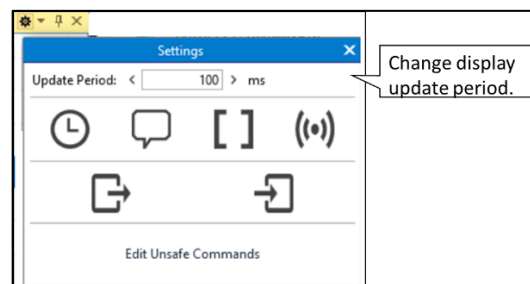 Settings
Update Period: < 100 > ms
Change display
update period.
Edit Unsafe Commands